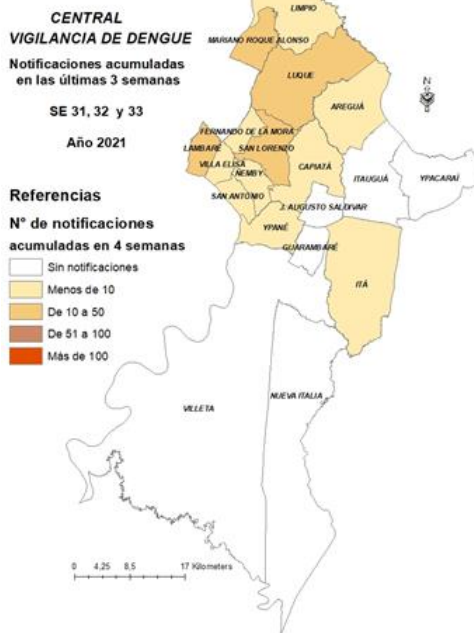 CENTRAL
VIGILANCIA DE DENGUE
Notificaciones acumuladas
en las últimas 3 semanas
SE 31, 32 y 33
Año 2021
Referencias
N° de notificaciones
acumuladas en 4 semanas
Sin notificaciones
Menos de 10
De 10 a 50
De 51 a 100
Más de 100
LIMPIO
MARIANO ROQUE ALONSO
LUQUE
N
AREGUÁ
FERNANDO DE LA MORA
LAMBARÉ
SAN LORENZO
VILLA ELISA
ÑEMBY
CAPIATÁ
ITAUGUÁ
YPACARAÍ
SAN ANTONIO
J. AUGUSTO SALDIVAR
YPANÉ
GUARAMBARÉ
ITÁ
VILLETA
NUEVA ITALIA
0 4,25 8,5 17 Kilometers